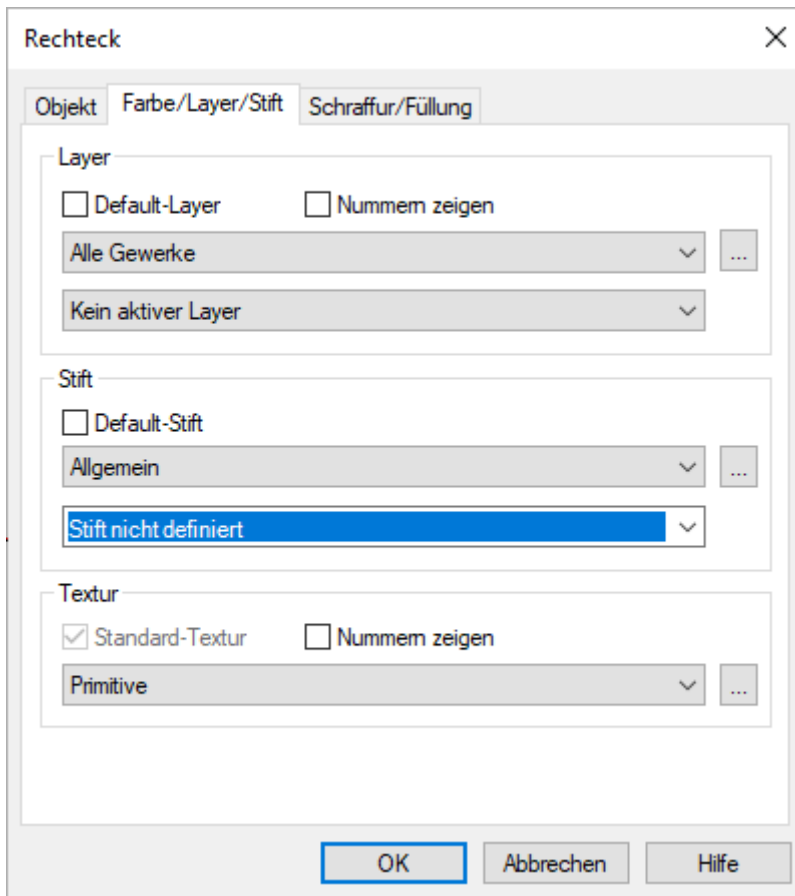 Rechteck
Objekt Farbe/Layer/Stift Schraffur/Füllung
Layer
Default-Layer Nummern zeigen
Alle Gewerke ...
Kein aktiver Layer
Stift
Default-Stift
Allgemein ...
Stift nicht definiert
Textur
Standard-Textur Nummern zeigen
Primitive ...
OK Abbrechen Hilfe